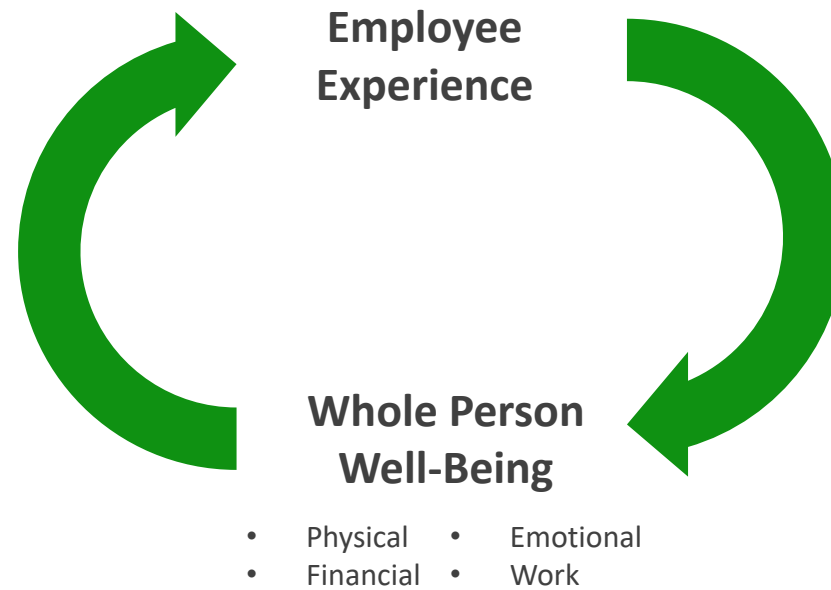 Employee
Experience
Whole Person
Well-Being
• Physical • Emotional
• Financial • Work